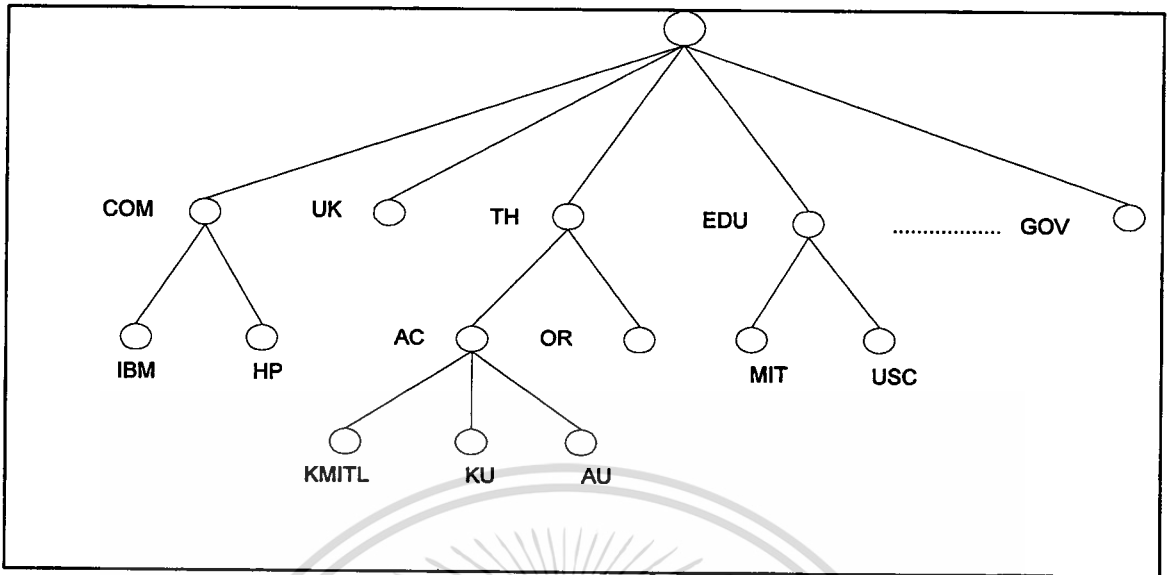 COM UK TH EDU .................. GOV
IBM HP AC OR MIT USC
KMITL KU AU